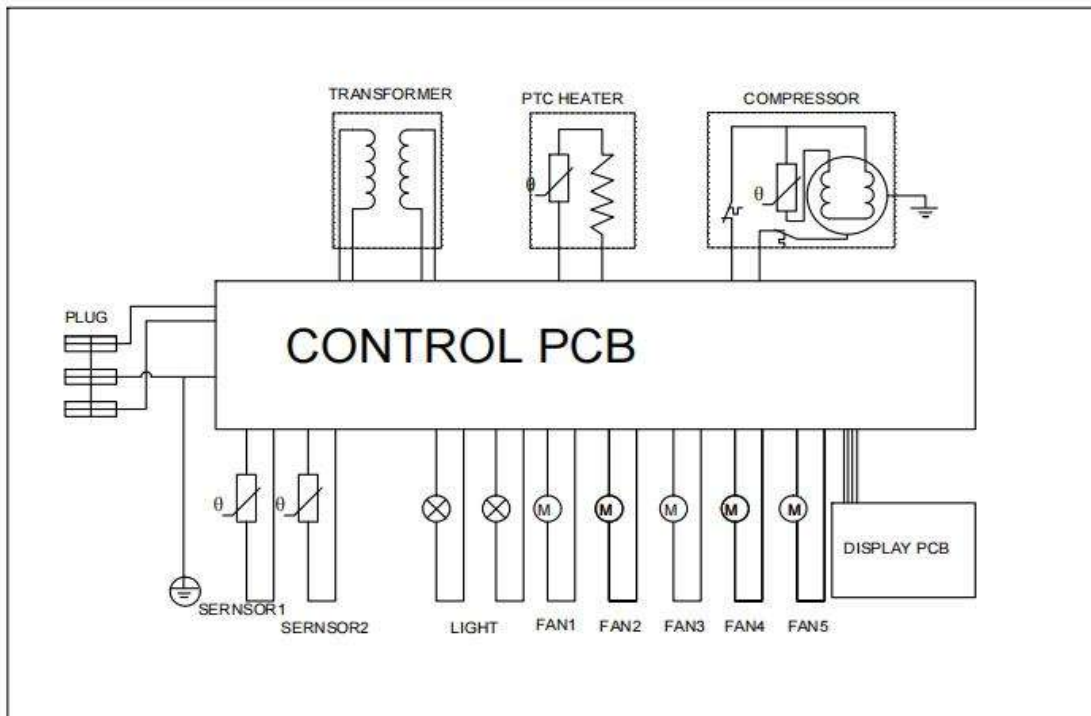 TRANSFORMER
PTC HEATER
COMPRESSOR
θ
θ
PLUG
CONTROL PCB
θ
θ
M
M
M
M
M
DISPLAY PCB
SERNSOR1
SERNSOR2
LIGHT
FAN1
FAN2
FAN3
FAN4
FAN5